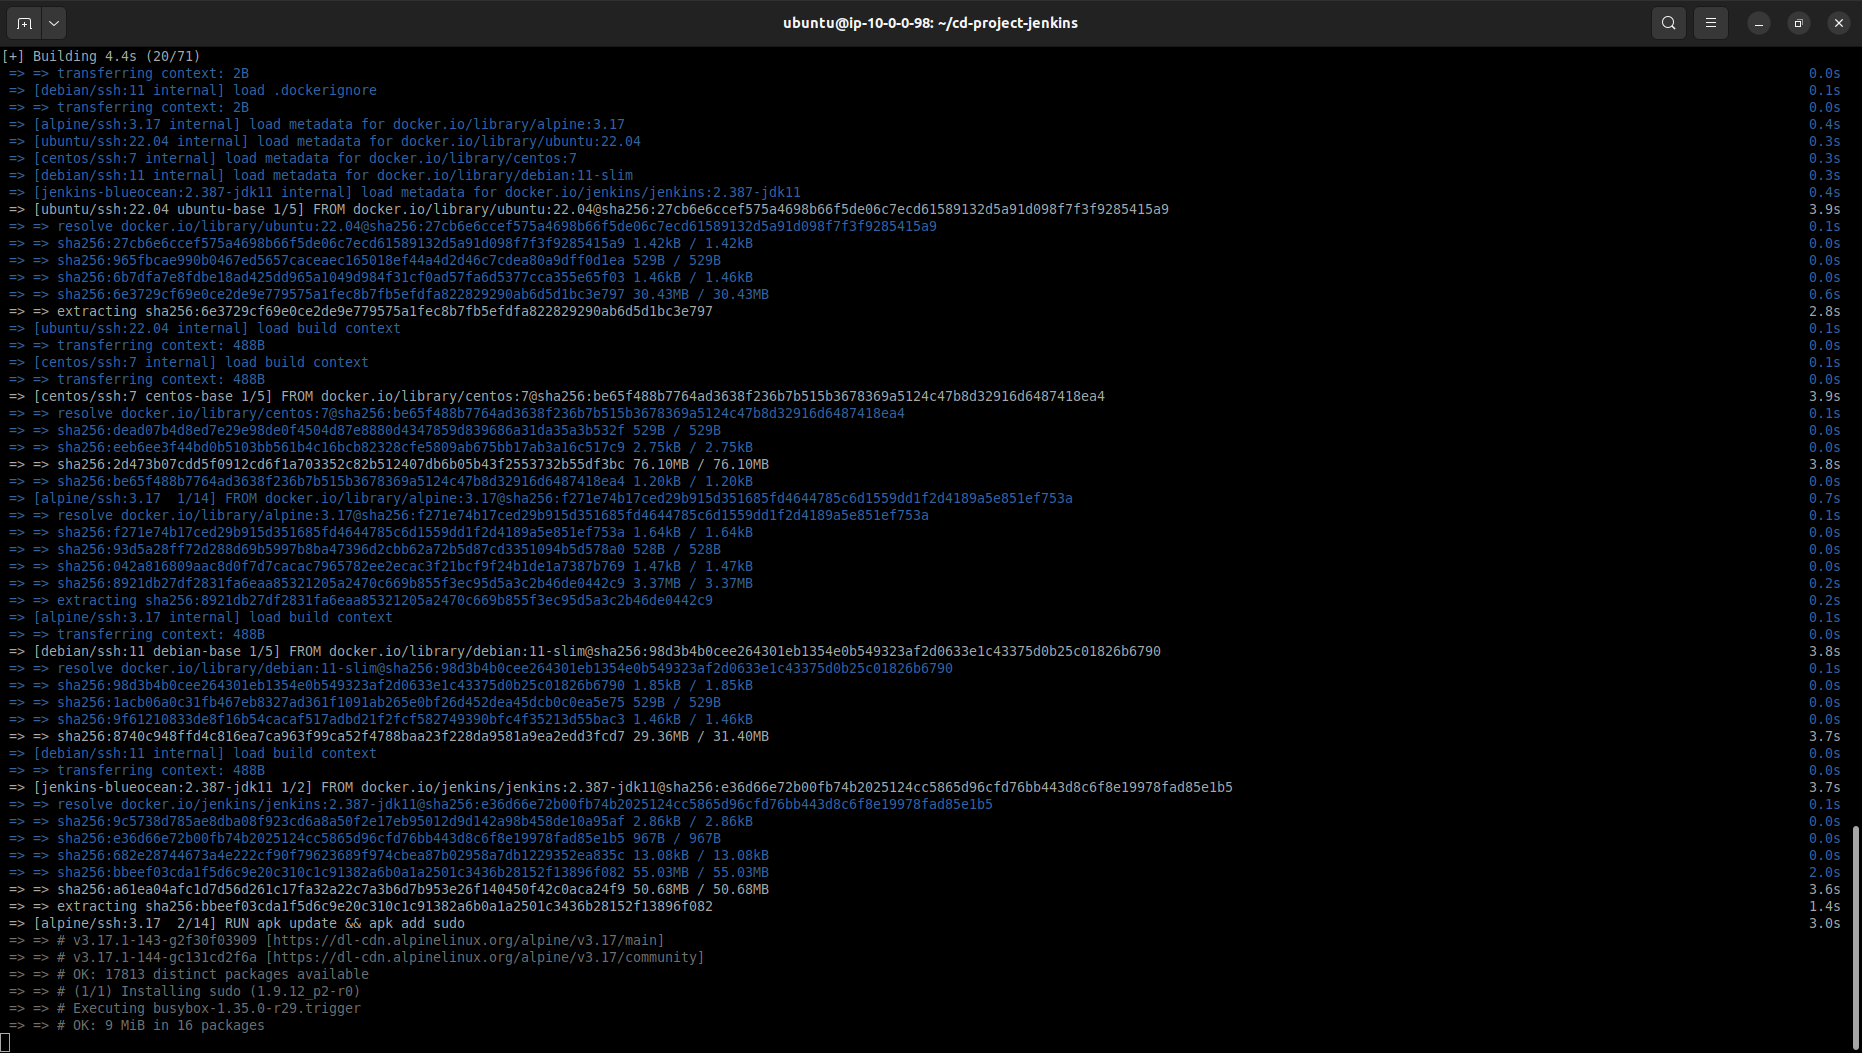 ubuntu@ip-10-0-0-98: ~/cd-project-jenkins
[+] Building 4.4s (20/71)
=> => transferring context: 2B 0.0s
=> [debian/ssh:11 internal] load .dockerignore 0.1s
=> => transferring context: 2B 0.0s
=> [alpine/ssh:3.17 internal] load metadata for docker.io/library/alpine:3.17 0.4s
=> [ubuntu/ssh:22.04 internal] load metadata for docker.io/library/ubuntu:22.04 0.3s
=> [centos/ssh:7 internal] load metadata for docker.io/library/centos:7 0.3s
=> [debian/ssh:11 internal] load metadata for docker.io/library/debian:11-slim 0.3s
=> [jenkins-blueocean:2.387-jdk11 internal] load metadata for docker.io/jenkins/jenkins:2.387-jdk11 0.4s
=> [ubuntu/ssh:22.04 ubuntu-base 1/5] FROM docker.io/library/ubuntu:22.04@sha256:27cb6e6ccef575a4698b66f5de06c7ecd61589132d5a91d098f7f3f9285415a9 3.9s
=> => resolve docker.io/library/ubuntu:22.04@sha256:27cb6e6ccef575a4698b66f5de06c7ecd61589132d5a91d098f7f3f9285415a9 0.1s
=> => sha256:27cb6e6ccef575a4698b66f5de06c7ecd61589132d5a91d098f7f3f9285415a9 1.42kB / 1.42kB 0.0s
=> => sha256:965fbcae990b0467ed5657caceaec165018ef44a4d2d46c7cdea80a9dff0d1ea 529B / 529B 0.0s
=> => sha256:6b7dfa7e8fdbe18ad425dd965a1049d984f31cf0ad57fa6d5377cca355e65f03 1.46kB / 1.46kB 0.0s
=> => sha256:6e3729cf69e0ce2de9e779575a1fec8b7fb5efdfa822829290ab6d5d1bc3e797 30.43MB / 30.43MB 0.6s
=> => extracting sha256:6e3729cf69e0ce2de9e779575a1fec8b7fb5efdfa822829290ab6d5d1bc3e797 2.8s
=> [ubuntu/ssh:22.04 internal] load build context 0.1s
=> => transferring context: 488B 0.0s
=> [centos/ssh:7 internal] load build context 0.1s
=> => transferring context: 488B 0.0s
=> [centos/ssh:7 centos-base 1/5] FROM docker.io/library/centos:7@sha256:be65f488b7764ad3638f236b7b515b3678369a5124c47b8d32916d6487418ea4 3.9s
=> => resolve docker.io/library/centos:7@sha256:be65f488b7764ad3638f236b7b515b3678369a5124c47b8d32916d6487418ea4 0.1s
=> => sha256:dead07b4d8ed7e29e98de0f4504d87e8880d4347859d839686a31da35a3b532f 529B / 529B 0.0s
=> => sha256:eeb6ee3f44bd0b5103bb561b4c16bcb82328cfe5809ab675bb17ab3a16c517c9 2.75kB / 2.75kB 0.0s
=> => sha256:2d473b07cdd5f0912cd6f1a703352c82b512407db6b05b43f2553732b55df3bc 76.10MB / 76.10MB 3.8s
=> => sha256:be65f488b7764ad3638f236b7b515b3678369a5124c47b8d32916d6487418ea4 1.20kB / 1.20kB 0.0s
=> [alpine/ssh:3.17  1/14] FROM docker.io/library/alpine:3.17@sha256:f271e74b17ced29b915d351685fd4644785c6d1559dd1f2d4189a5e851ef753a 0.7s
=> => resolve docker.io/library/alpine:3.17@sha256:f271e74b17ced29b915d351685fd4644785c6d1559dd1f2d4189a5e851ef753a 0.1s
=> => sha256:f271e74b17ced29b915d351685fd4644785c6d1559dd1f2d4189a5e851ef753a 1.64kB / 1.64kB 0.0s
=> => sha256:93d5a28ff72d288d69b5997b8ba47396d2cbb62a72b5d87cd3351094b5d578a0 528B / 528B 0.0s
=> => sha256:042a816809aac8d0f7d7cacac7965782ee2ecac3f21bcf9f24b1de1a7387b769 1.47kB / 1.47kB 0.0s
=> => sha256:8921db27df2831fa6eaa85321205a2470c669b855f3ec95d5a3c2b46de0442c9 3.37MB / 3.37MB 0.2s
=> => extracting sha256:8921db27df2831fa6eaa85321205a2470c669b855f3ec95d5a3c2b46de0442c9 0.2s
=> [alpine/ssh:3.17 internal] load build context 0.1s
=> => transferring context: 488B 0.0s
=> [debian/ssh:11 debian-base 1/5] FROM docker.io/library/debian:11-slim@sha256:98d3b4b0cee264301eb1354e0b549323af2d0633e1c43375d0b25c01826b6790 3.8s
=> => resolve docker.io/library/debian:11-slim@sha256:98d3b4b0cee264301eb1354e0b549323af2d0633e1c43375d0b25c01826b6790 0.1s
=> => sha256:98d3b4b0cee264301eb1354e0b549323af2d0633e1c43375d0b25c01826b6790 1.85kB / 1.85kB 0.0s
=> => sha256:1acb06a0c31fb467eb8327ad361f1091ab265e0bf26d452dea45dcb0c0ea5e75 529B / 529B 0.0s
=> => sha256:9f61210833de8f16b54cacaf517adbd21f2fcf582749390bfc4f35213d55bac3 1.46kB / 1.46kB 0.0s
=> => sha256:8740c948ffd4c816ea7ca963f99ca52f4788baa23f228da9581a9ea2edd3fcd7 29.36MB / 31.40MB 3.7s
=> [debian/ssh:11 internal] load build context 0.0s
=> => transferring context: 488B 0.0s
=> [jenkins-blueocean:2.387-jdk11 1/2] FROM docker.io/jenkins/jenkins:2.387-jdk11@sha256:e36d66e72b00fb74b2025124cc5865d96cfd76bb443d8c6f8e19978fad85e1b5 3.7s
=> => resolve docker.io/jenkins/jenkins:2.387-jdk11@sha256:e36d66e72b00fb74b2025124cc5865d96cfd76bb443d8c6f8e19978fad85e1b5 0.1s
=> => sha256:9c5738d785ae8dba08f923cd6a8a50f2e17eb95012d9d142a98b458de10a95af 2.86kB / 2.86kB 0.0s
=> => sha256:e36d66e72b00fb74b2025124cc5865d96cfd76bb443d8c6f8e19978fad85e1b5 967B / 967B 0.0s
=> => sha256:682e28744673a4e222cf90f79623689f974cbea87b02958a7db1229352ea835c 13.08kB / 13.08kB 0.0s
=> => sha256:bbeef03cda1f5d6c9e20c310c1c91382a6b0a1a2501c3436b28152f13896f082 55.03MB / 55.03MB 2.0s
=> => sha256:a61ea04afc1d7d56d261c17fa32a22c7a3b6d7b953e26f140450f42c0aca24f9 50.68MB / 50.68MB 3.6s
=> => extracting sha256:bbeef03cda1f5d6c9e20c310c1c91382a6b0a1a2501c3436b28152f13896f082 1.4s
=> [alpine/ssh:3.17  2/14] RUN apk update && apk add sudo 3.0s
=> => # v3.17.1-143-g2f30f03909 [https://dl-cdn.alpinelinux.org/alpine/v3.17/main]
=> => # v3.17.1-144-gc131cd2f6a [https://dl-cdn.alpinelinux.org/alpine/v3.17/community]
=> => # OK: 17813 distinct packages available
=> => # (1/1) Installing sudo (1.9.12_p2-r0)
=> => # Executing busybox-1.35.0-r29.trigger
=> => # OK: 9 MiB in 16 packages